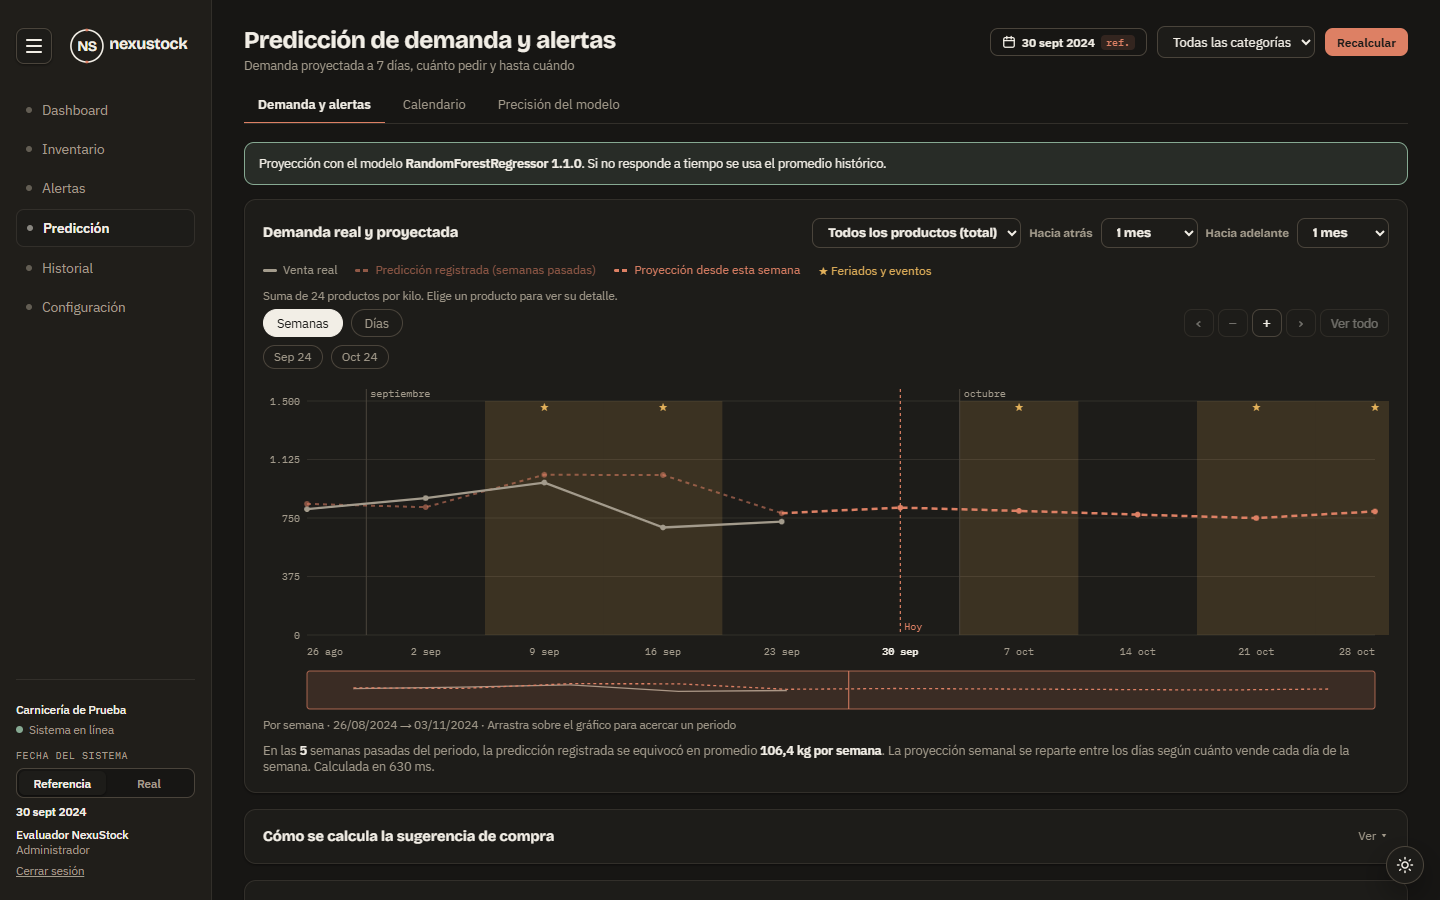 NS nexustock
Dashboard
Inventario
Alertas
Predicción
Historial
Configuración
Carnicería de Prueba
Sistema en línea
FECHA DEL SISTEMA
Referencia Real
30 sept 2024
Evaluador NexuStock
Administrador
Cerrar sesión
Predicción de demanda y alertas
Demanda proyectada a 7 días, cuánto pedir y hasta cuándo
30 sept 2024 ref. Todas las categorías Recalcular
Demanda y alertas Calendario Precisión del modelo
Proyección con el modelo RandomForestRegressor 1.1.0. Si no responde a tiempo se usa el promedio histórico.
Demanda real y proyectada
Todos los productos (total) Hacia atrás 1 mes Hacia adelante 1 mes
Venta real Predicción registrada (semanas pasadas) Proyección desde esta semana ★ Feriados y eventos
Suma de 24 productos por kilo. Elige un producto para ver su detalle.
Semanas Días ‹ − + › Ver todo
Sep 24 Oct 24
septiembre octubre
1.500
1.125
750
375
0
Hoy
26 ago 2 sep 9 sep 16 sep 23 sep 30 sep 7 oct 14 oct 21 oct 28 oct
Por semana · 26/08/2024 → 03/11/2024 · Arrastra sobre el gráfico para acercar un periodo
En las 5 semanas pasadas del periodo, la predicción registrada se equivocó en promedio 106,4 kg por semana. La proyección semanal se reparte entre los días según cuánto vende cada día de la
semana. Calculada en 630 ms.
Cómo se calcula la sugerencia de compra Ver